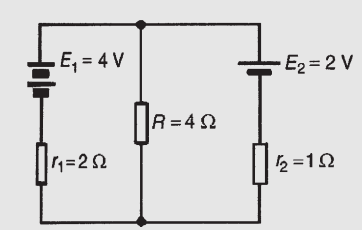 E₁ = 4 V
E₂ = 2 V
R = 4 Ω
r₁ = 2 Ω
r₂ = 1 Ω